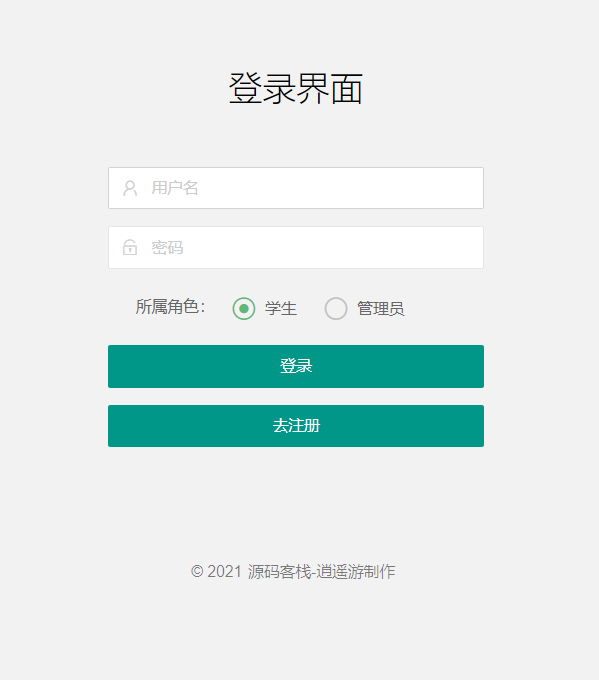 登录界面
用户名
密码
所属角色： 学生 管理员
登录
去注册
© 2021 源码客栈-逍遥游制作